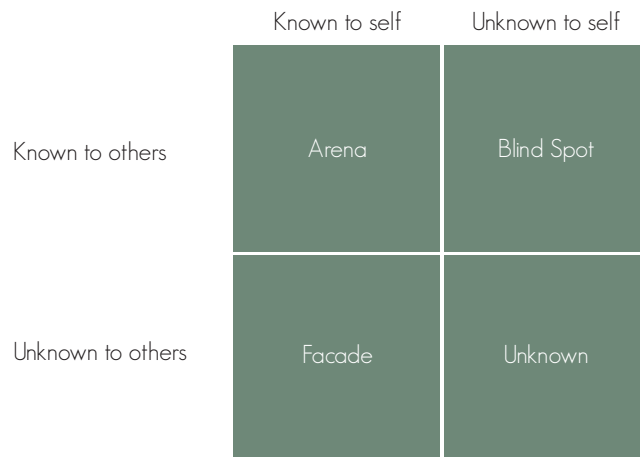 Known to self
Unknown to self
Known to others
Arena
Blind Spot
Unknown to others
Facade
Unknown